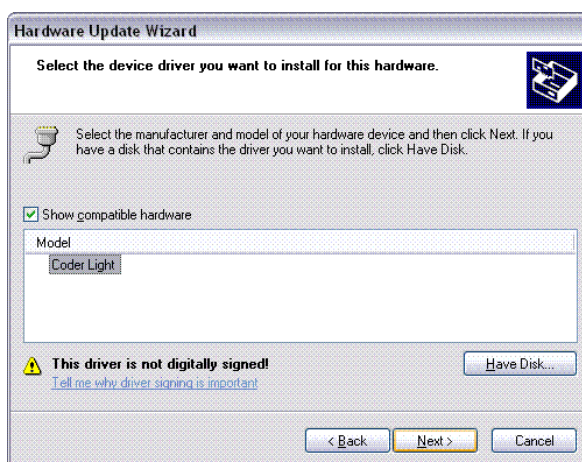 Hardware Update Wizard
Select the device driver you want to install for this hardware.
Select the manufacturer and model of your hardware device and then click Next. If you
have a disk that contains the driver you want to install, click Have Disk.
Show compatible hardware
Model
Coder Light
This driver is not digitally signed!
Have Disk...
Tell me why driver signing is important
< Back
Next >
Cancel